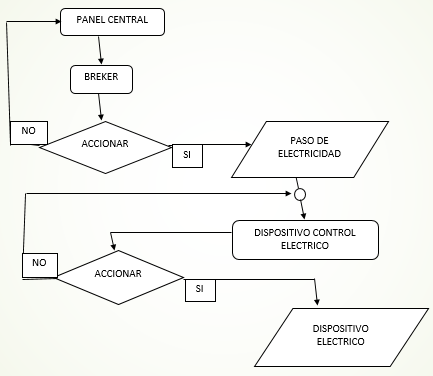 PANEL CENTRAL
BREKER
NO
ACCIONAR
SI
PASO DE
ELECTRICIDAD
DISPOSITIVO CONTROL
ELECTRICO
NO
ACCIONAR
SI
DISPOSITIVO
ELECTRICO